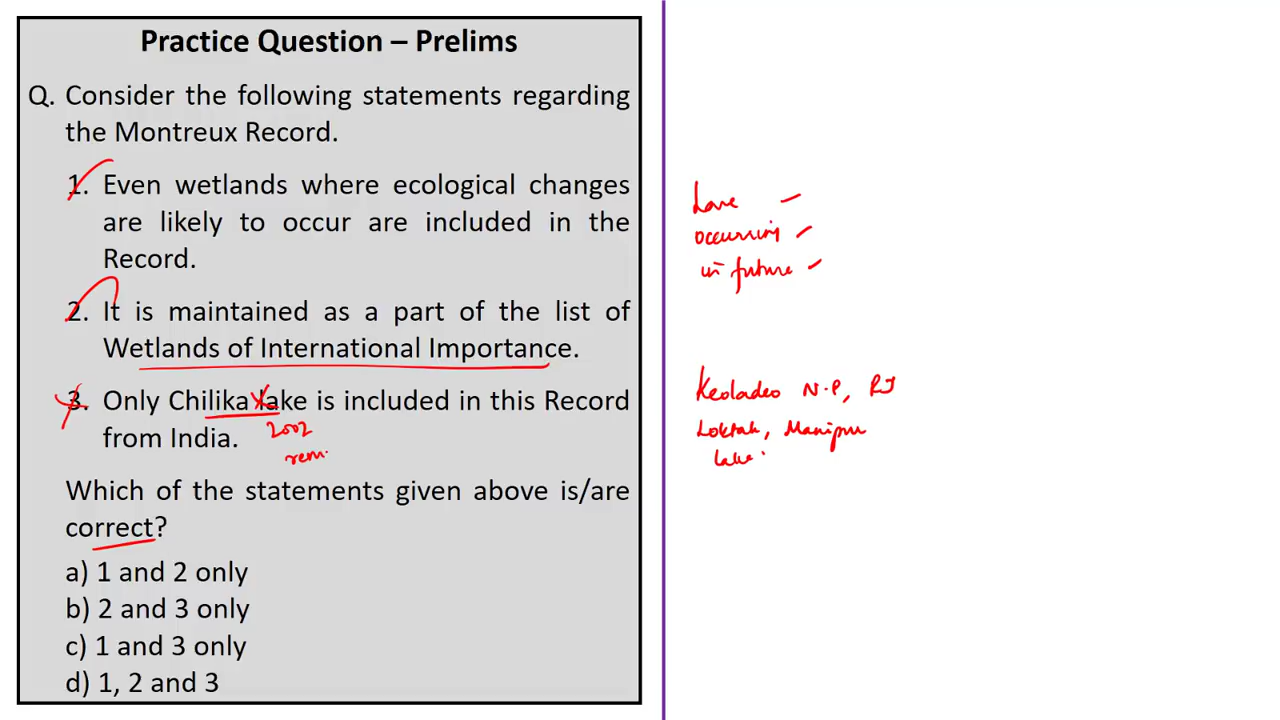 Practice Question – Prelims
Q. Consider the following statements regarding
the Montreux Record.
1. Even wetlands where ecological changes
are likely to occur are included in the
Record.
2. It is maintained as a part of the list of
Wetlands of International Importance.
3. Only Chilika lake is included in this Record
from India.
2002
rem.
Which of the statements given above is/are
correct?
a) 1 and 2 only
b) 2 and 3 only
c) 1 and 3 only
d) 1, 2 and 3
have
occurring
in future
Keoladeo N.P, RJ
Loktak, Manipur
lake.